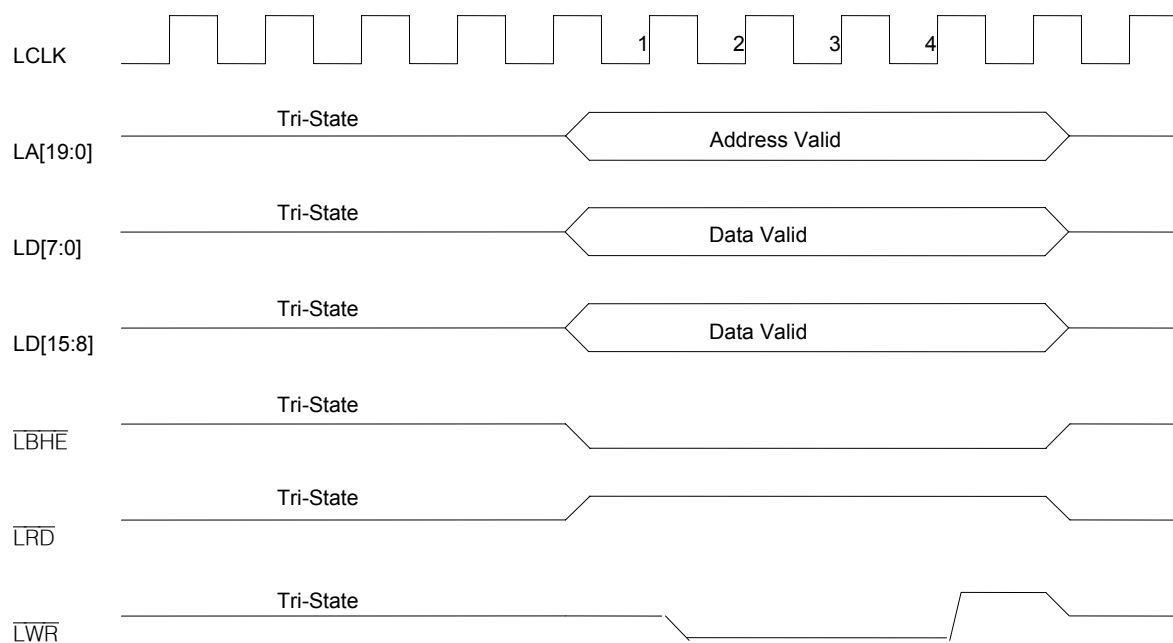 LCLK
1 2 3 4
Tri-State
LA[19:0]
Address Valid
Tri-State
LD[7:0]
Data Valid
Tri-State
LD[15:8]
Data Valid
Tri-State
LBHE
Tri-State
LRD
Tri-State
LWR